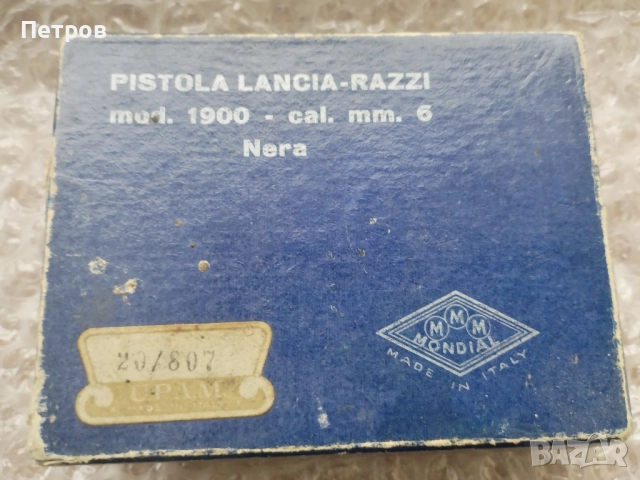 Петров
PISTOLA LANCIA-RAZZI
mod. 1900 - cal. mm. 6
Nera
MMM
MONDIAL
MADE IN ITALY
20/807
U.P.A.M.
BAZAR